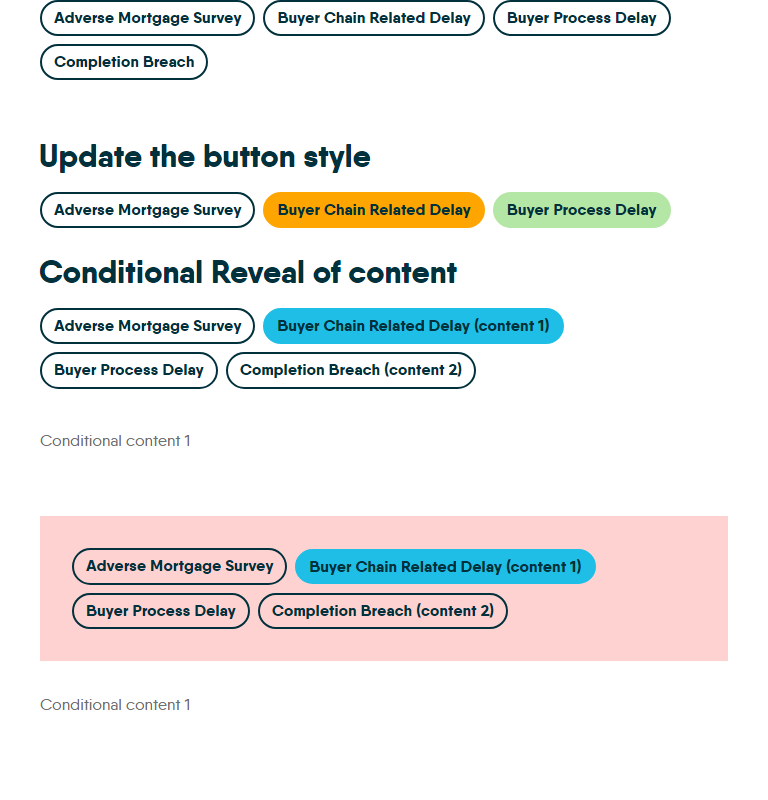 Adverse Mortgage Survey Buyer Chain Related Delay Buyer Process Delay
Completion Breach
Update the button style
Adverse Mortgage Survey Buyer Chain Related Delay Buyer Process Delay
Conditional Reveal of content
Adverse Mortgage Survey Buyer Chain Related Delay (content 1)
Buyer Process Delay Completion Breach (content 2)
Conditional content 1
Adverse Mortgage Survey Buyer Chain Related Delay (content 1)
Buyer Process Delay Completion Breach (content 2)
Conditional content 1